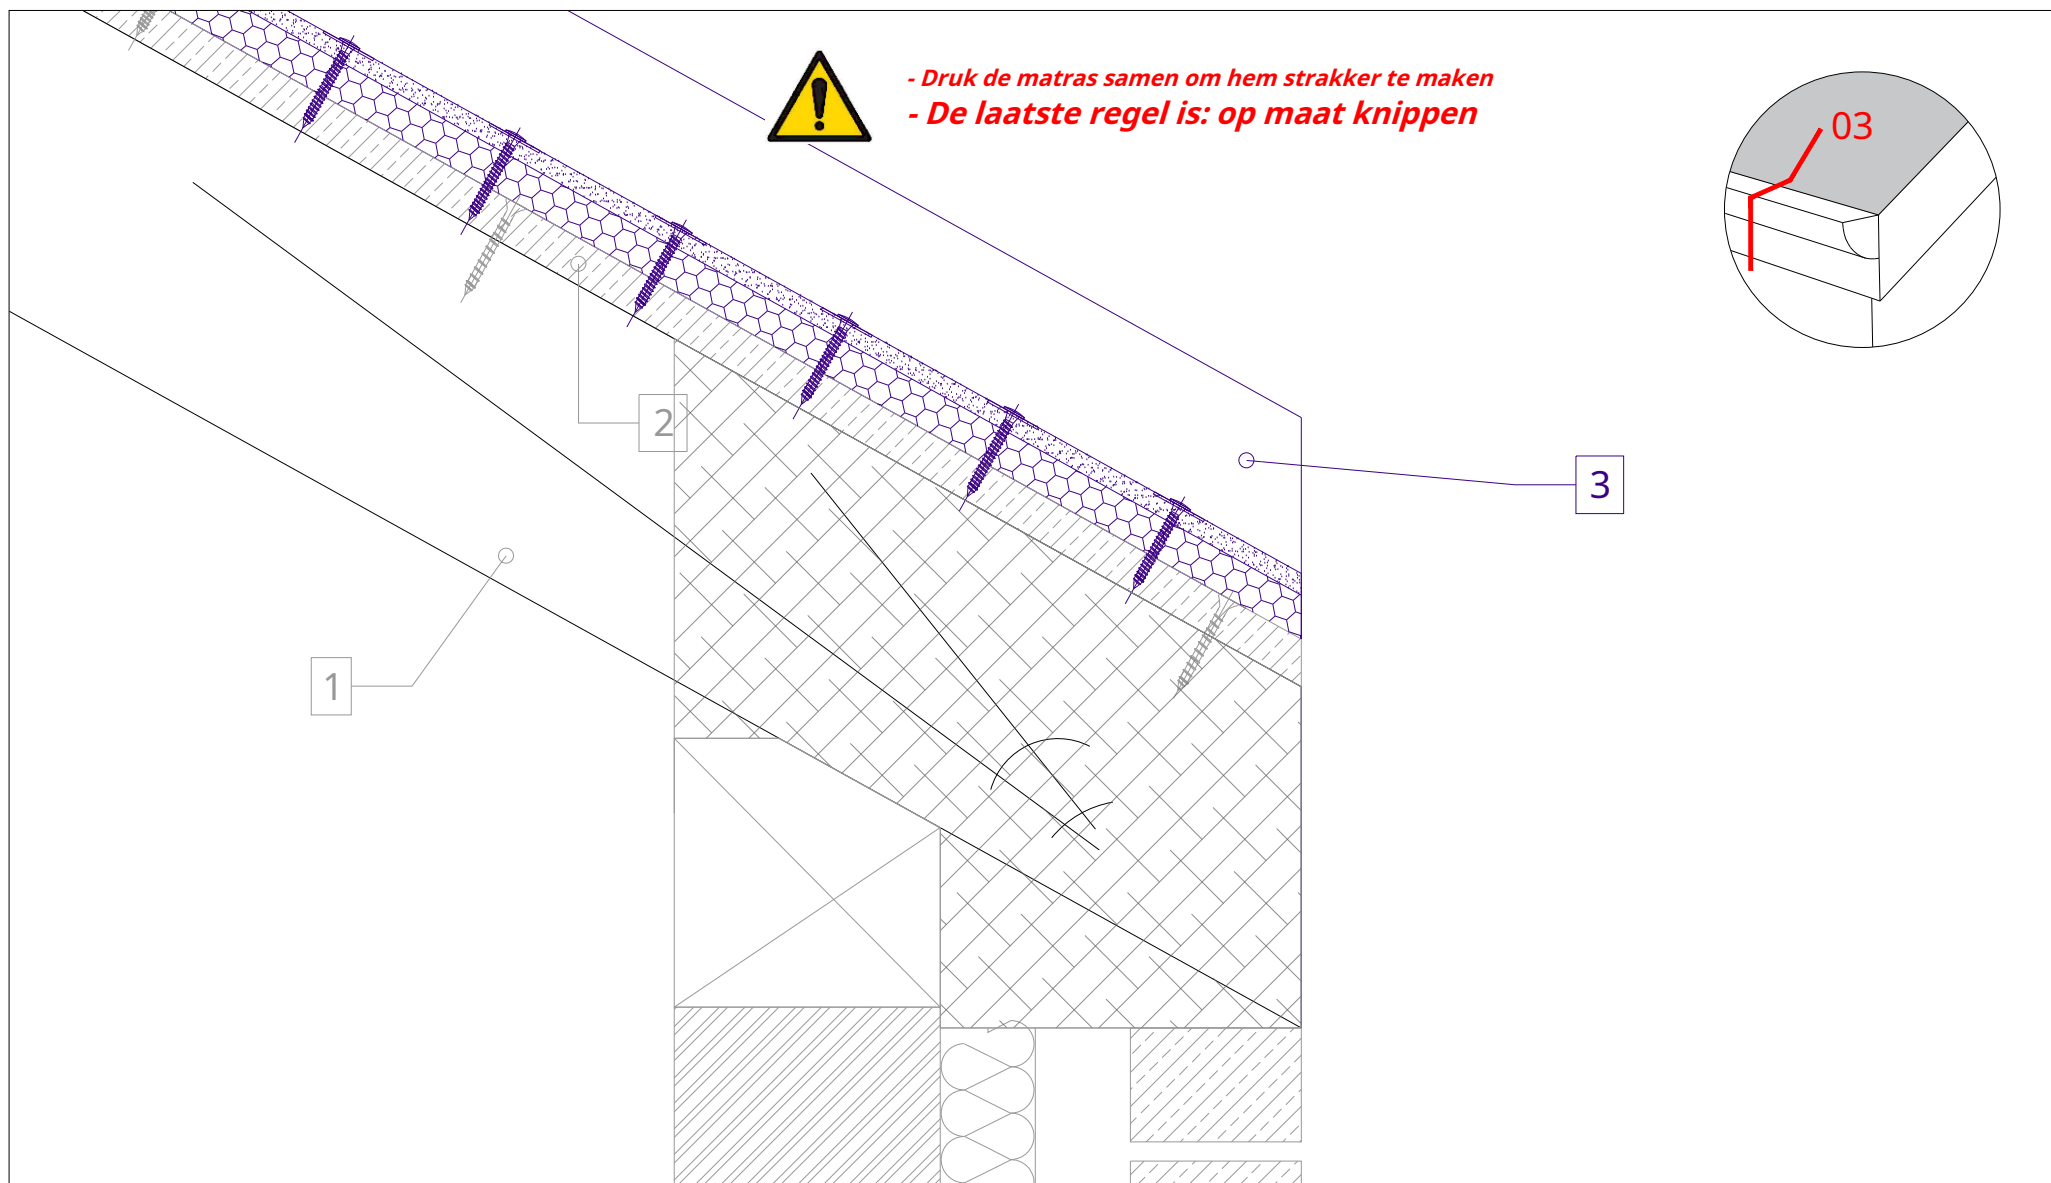 - Druk de matras samen om hem strakker te maken
- De laatste regel is: op maat knippen
03
2
3
1